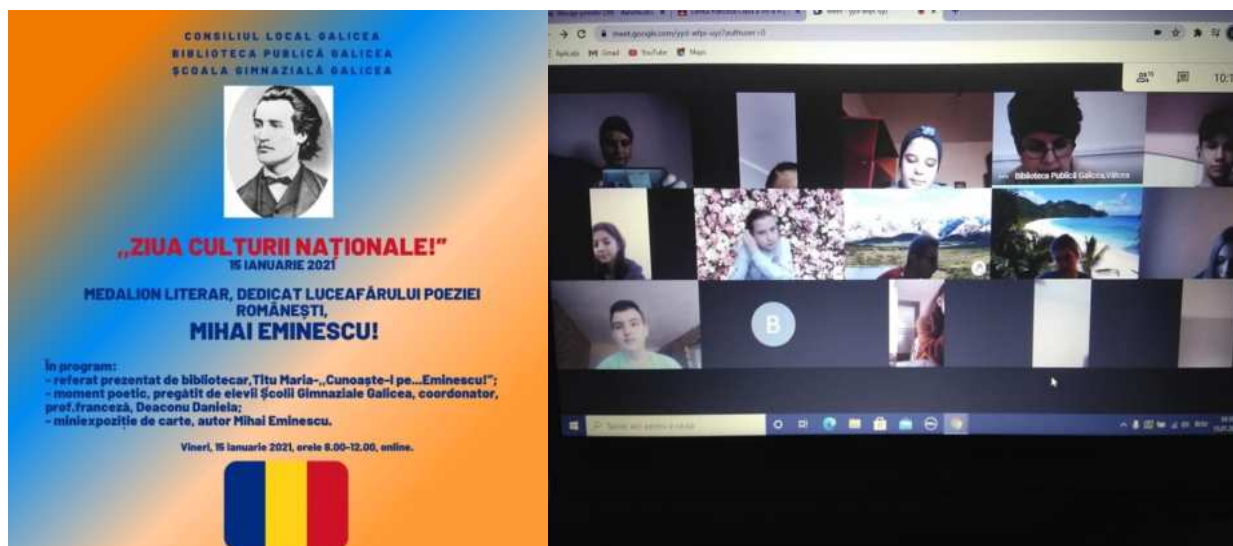 CONSILIUL LOCAL GALICEA
BIBLIOTECA PUBLICĂ GALICEA
ȘCOALA GIMNAZIALĂ GALICEA
,,ZIUA CULTURII NAȚIONALE!”
15 IANUARIE 2021
MEDALION LITERAR, DEDICAT LUCEAFĂRULUI POEZIEI
ROMÂNEȘTI,
MIHAI EMINESCU!
În program:
- referat prezentat de bibliotecar,Titu Maria-,,Cunoaște-l pe...Eminescu!”;
- moment poetic, pregătit de elevii Școlii Gimnaziale Galicea, coordonator,
prof.franceză, Deaconu Daniela;
- miniexpoziție de carte, autor Mihai Eminescu.
Vineri, 15 ianuarie 2021, orele 8.00-12.00, online.
Aplicații Gmail YouTube Maps
15
Biblioteca Publică Galicea,Vâlcea
B